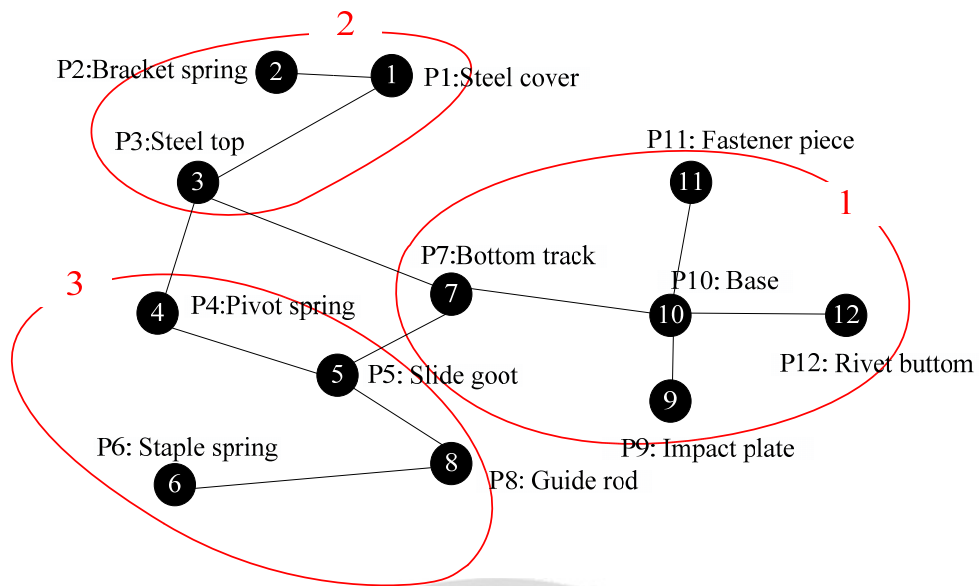 2
P2:Bracket spring
2
1
P1:Steel cover
P3:Steel top
3
P11: Fastener piece
11
1
P7:Bottom track
7
P10: Base
10
12
P12: Rivet buttom
9
P9: Impact plate
3
4
P4:Pivot spring
5
P5: Slide goot
P6: Staple spring
6
8
P8: Guide rod